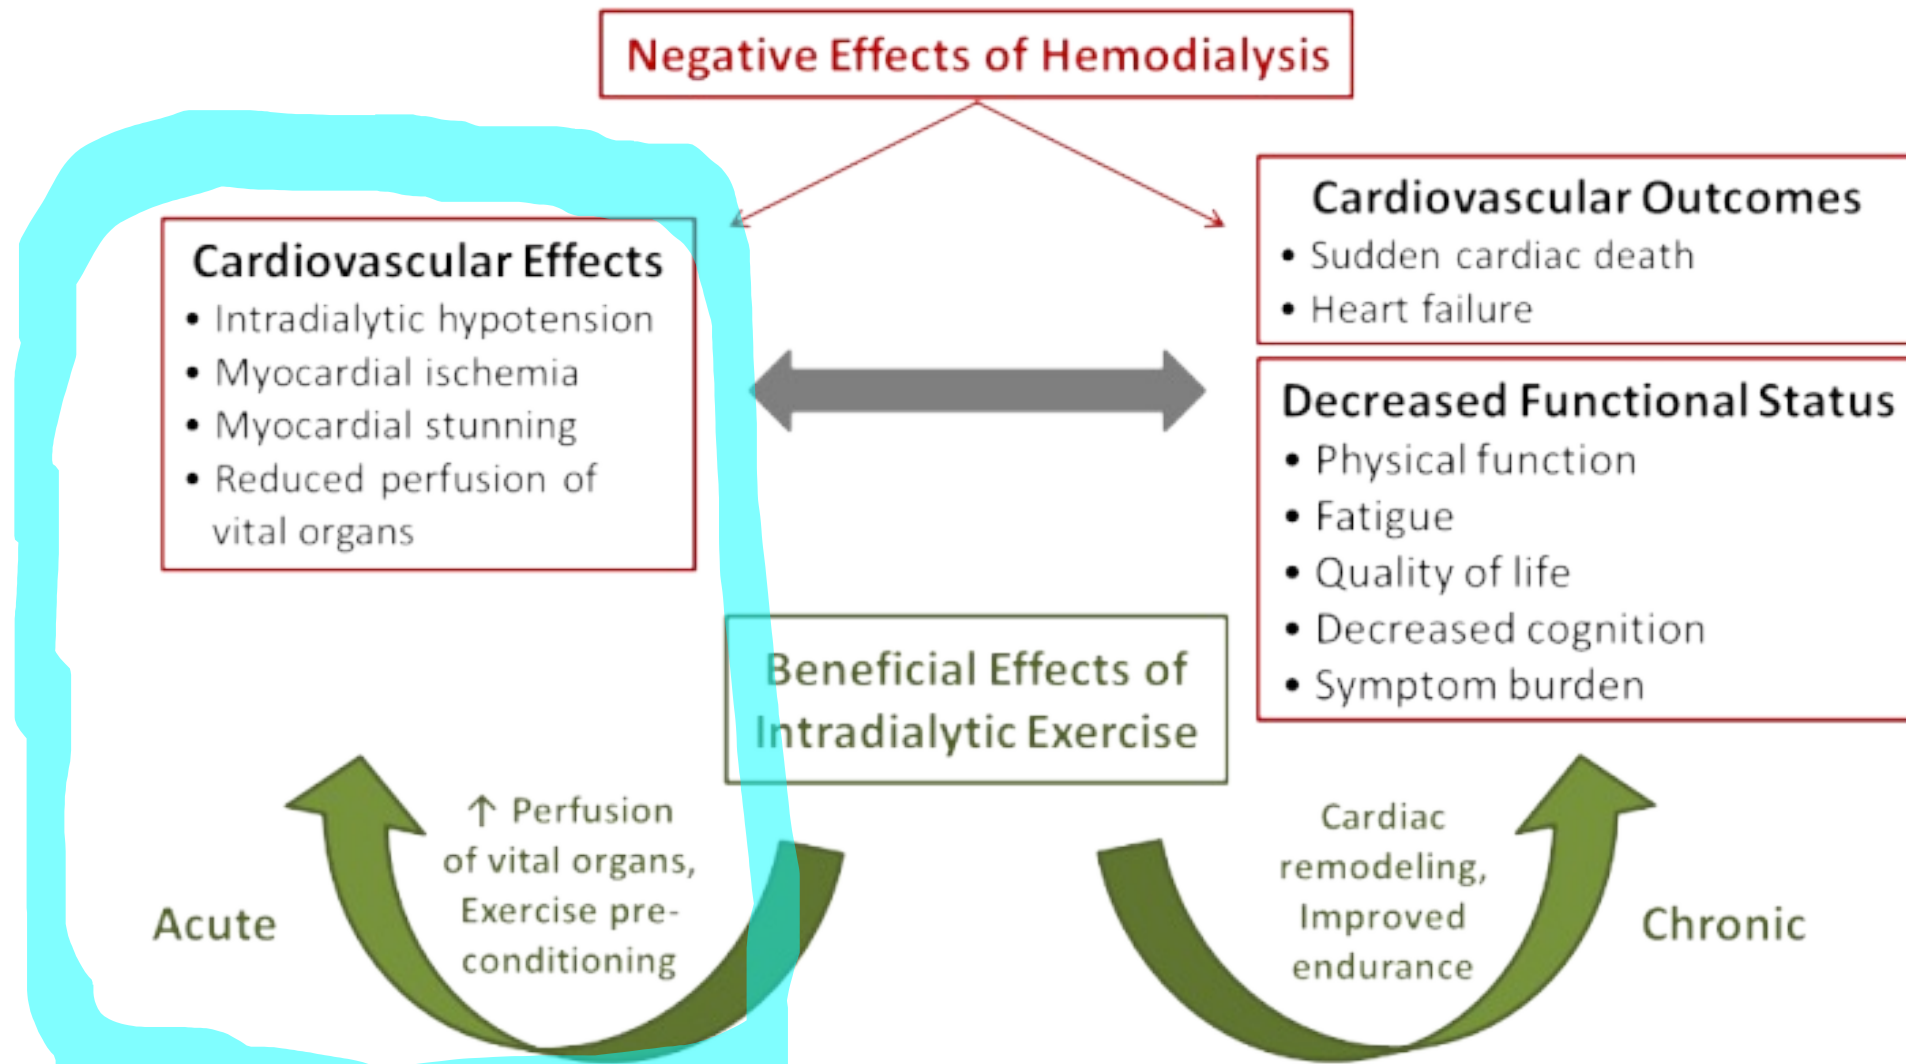 Negative Effects of Hemodialysis
Cardiovascular Effects
• Intradialytic hypotension
• Myocardial ischemia
• Myocardial stunning
• Reduced perfusion of
vital organs
Cardiovascular Outcomes
• Sudden cardiac death
• Heart failure
Decreased Functional Status
• Physical function
• Fatigue
• Quality of life
• Decreased cognition
• Symptom burden
Beneficial Effects of
Intradialytic Exercise
Acute
↑ Perfusion
of vital organs,
Exercise pre-
conditioning
Cardiac
remodeling,
Improved
endurance
Chronic